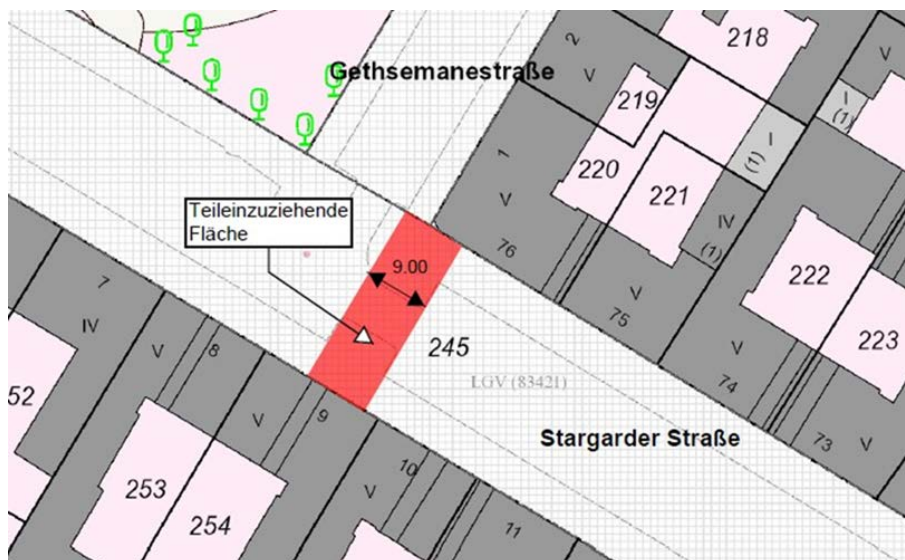 218
2
V
V
Gethsemanestraße
219
I
(1)
I
(1)
1
220
V
221
Teileinzuziehende
Fläche
IV
(1)
76
9.00
222
7
V
75
IV
245
V
223
V
8
LGV (83421)
74
52
V
9
Stargarder Straße
73
V
253
10
254
V
11